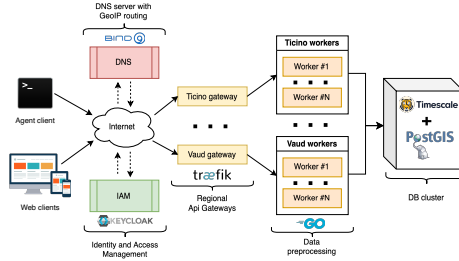 DNS server with
GeoIP routing
BIND 9
DNS
>_
Agent client
Internet
Web clients
IAM
KEYCLOAK
Identity and Access
Management
Ticino gateway
Vaud gateway
træfik
Regional
Api Gateways
Ticino workers
Worker #1
Worker #N
Vaud workers
Worker #1
Worker #N
GO
Data
preprocessing
Timescale
+
PostGIS
DB cluster